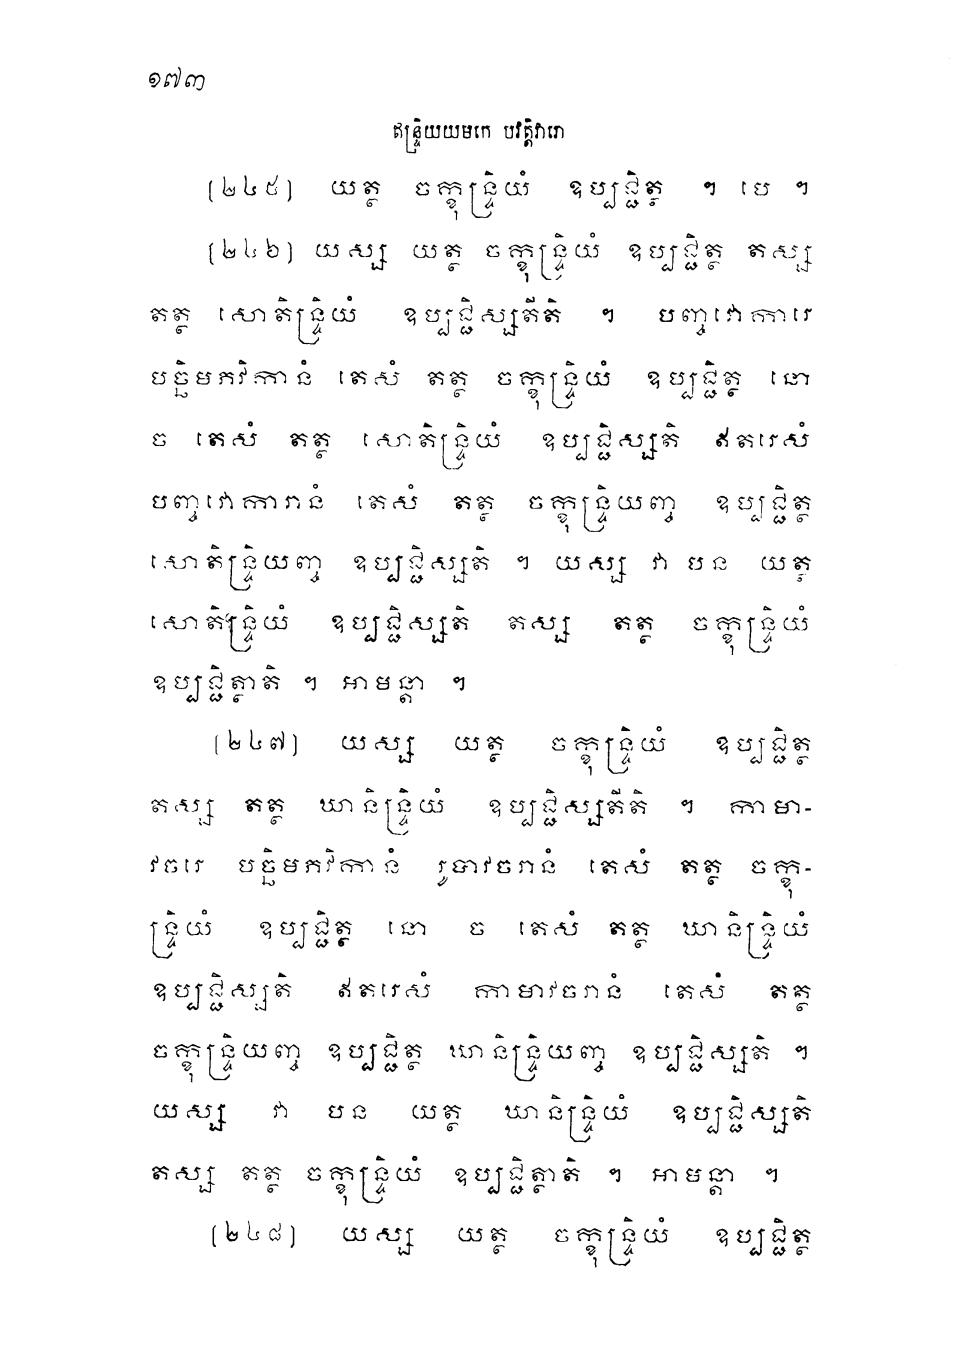 ១៧៣
ឥន្ទ្រិយយមកេ បវត្តិវារោ
(២៤៥) យត្ថ ចក្ខុន្ទ្រិយំ ឧប្បជ្ជិត្ថ ។ បេ ។
(២៤៦) យស្ស យត្ថ ចក្ខុន្ទ្រិយំ ឧប្បជ្ជិត្ថ តស្ស
តត្ថ សោតិន្ទ្រិយំ ឧប្បជ្ជិស្សតីតិ ។ បញ្ចវោការេ
បច្ឆិមភវិកានំ តេសំ តត្ថ ចក្ខុន្ទ្រិយំ ឧប្បជ្ជិត្ថ នោ
ច តេសំ តត្ថ សោតិន្ទ្រិយំ ឧប្បជ្ជិស្សតិ ឥតរេសំ
បញ្ចវោការានំ តេសំ តត្ថ ចក្ខុន្ទ្រិយញ្ច ឧប្បជ្ជិត្ថ
សោតិន្ទ្រិយញ្ច ឧប្បជ្ជិស្សតិ ។ យស្ស វា បន យត្ថ
សោតិន្ទ្រិយំ ឧប្បជ្ជិស្សតិ តស្ស តត្ថ ចក្ខុន្ទ្រិយំ
ឧប្បជ្ជិត្ថាតិ ។ អាមន្តា ។
(២៤៧) យស្ស យត្ថ ចក្ខុន្ទ្រិយំ ឧប្បជ្ជិត្ថ
តស្ស តត្ថ ឃានិន្ទ្រិយំ ឧប្បជ្ជិស្សតីតិ ។ កាមា-
វចរេ បច្ឆិមភវិកានំ រូបាវចរានំ តេសំ តត្ថ ចក្ខុ-
ន្ទ្រិយំ ឧប្បជ្ជិត្ថ នោ ច តេសំ តត្ថ ឃានិន្ទ្រិយំ
ឧប្បជ្ជិស្សតិ ឥតរេសំ កាមាវចរានំ តេសំ តត្ថ
ចក្ខុន្ទ្រិយញ្ច ឧប្បជ្ជិត្ថ ឃានិន្ទ្រិយញ្ច ឧប្បជ្ជិស្សតិ ។
យស្ស វា បន យត្ថ ឃានិន្ទ្រិយំ ឧប្បជ្ជិស្សតិ
តស្ស តត្ថ ចក្ខុន្ទ្រិយំ ឧប្បជ្ជិត្ថាតិ ។ អាមន្តា ។
(២៤៨) យស្ស យត្ថ ចក្ខុន្ទ្រិយំ ឧប្បជ្ជិត្ថ